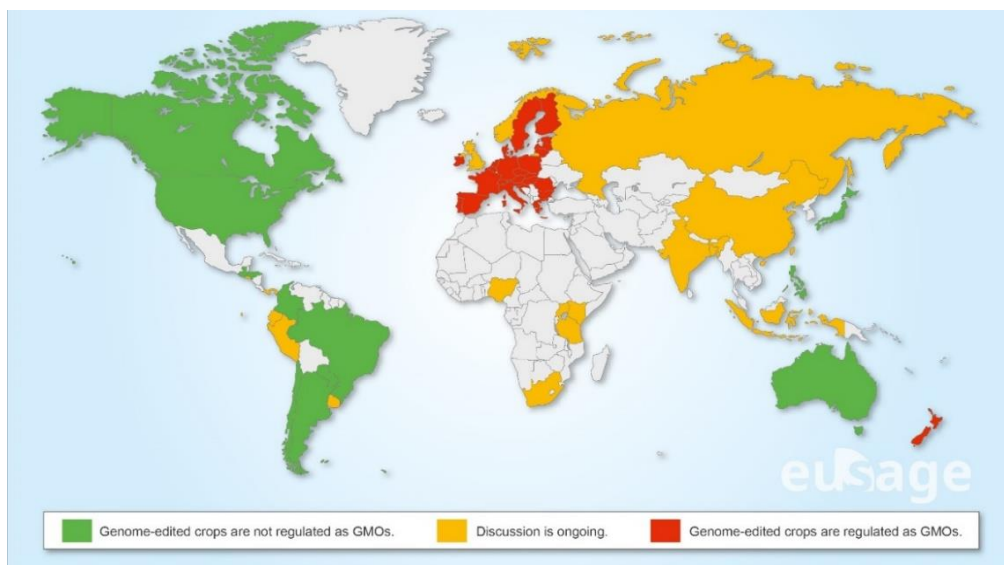 eusage
Genome-edited crops are not regulated as GMOs.
Discussion is ongoing.
Genome-edited crops are regulated as GMOs.